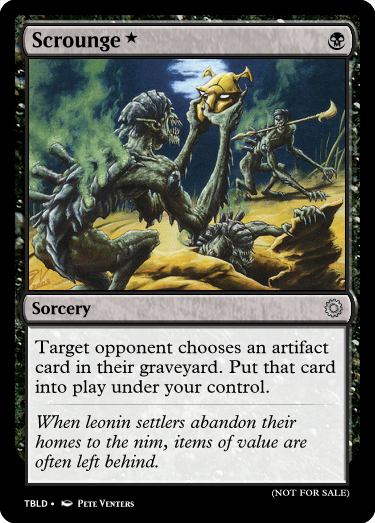 Scrounge ★
Sorcery
Target opponent chooses an artifact
card in their graveyard. Put that card
into play under your control.
When leonin settlers abandon their
homes to the nim, items of value are
often left behind.
(NOT FOR SALE)
TBLD • Pete Venters